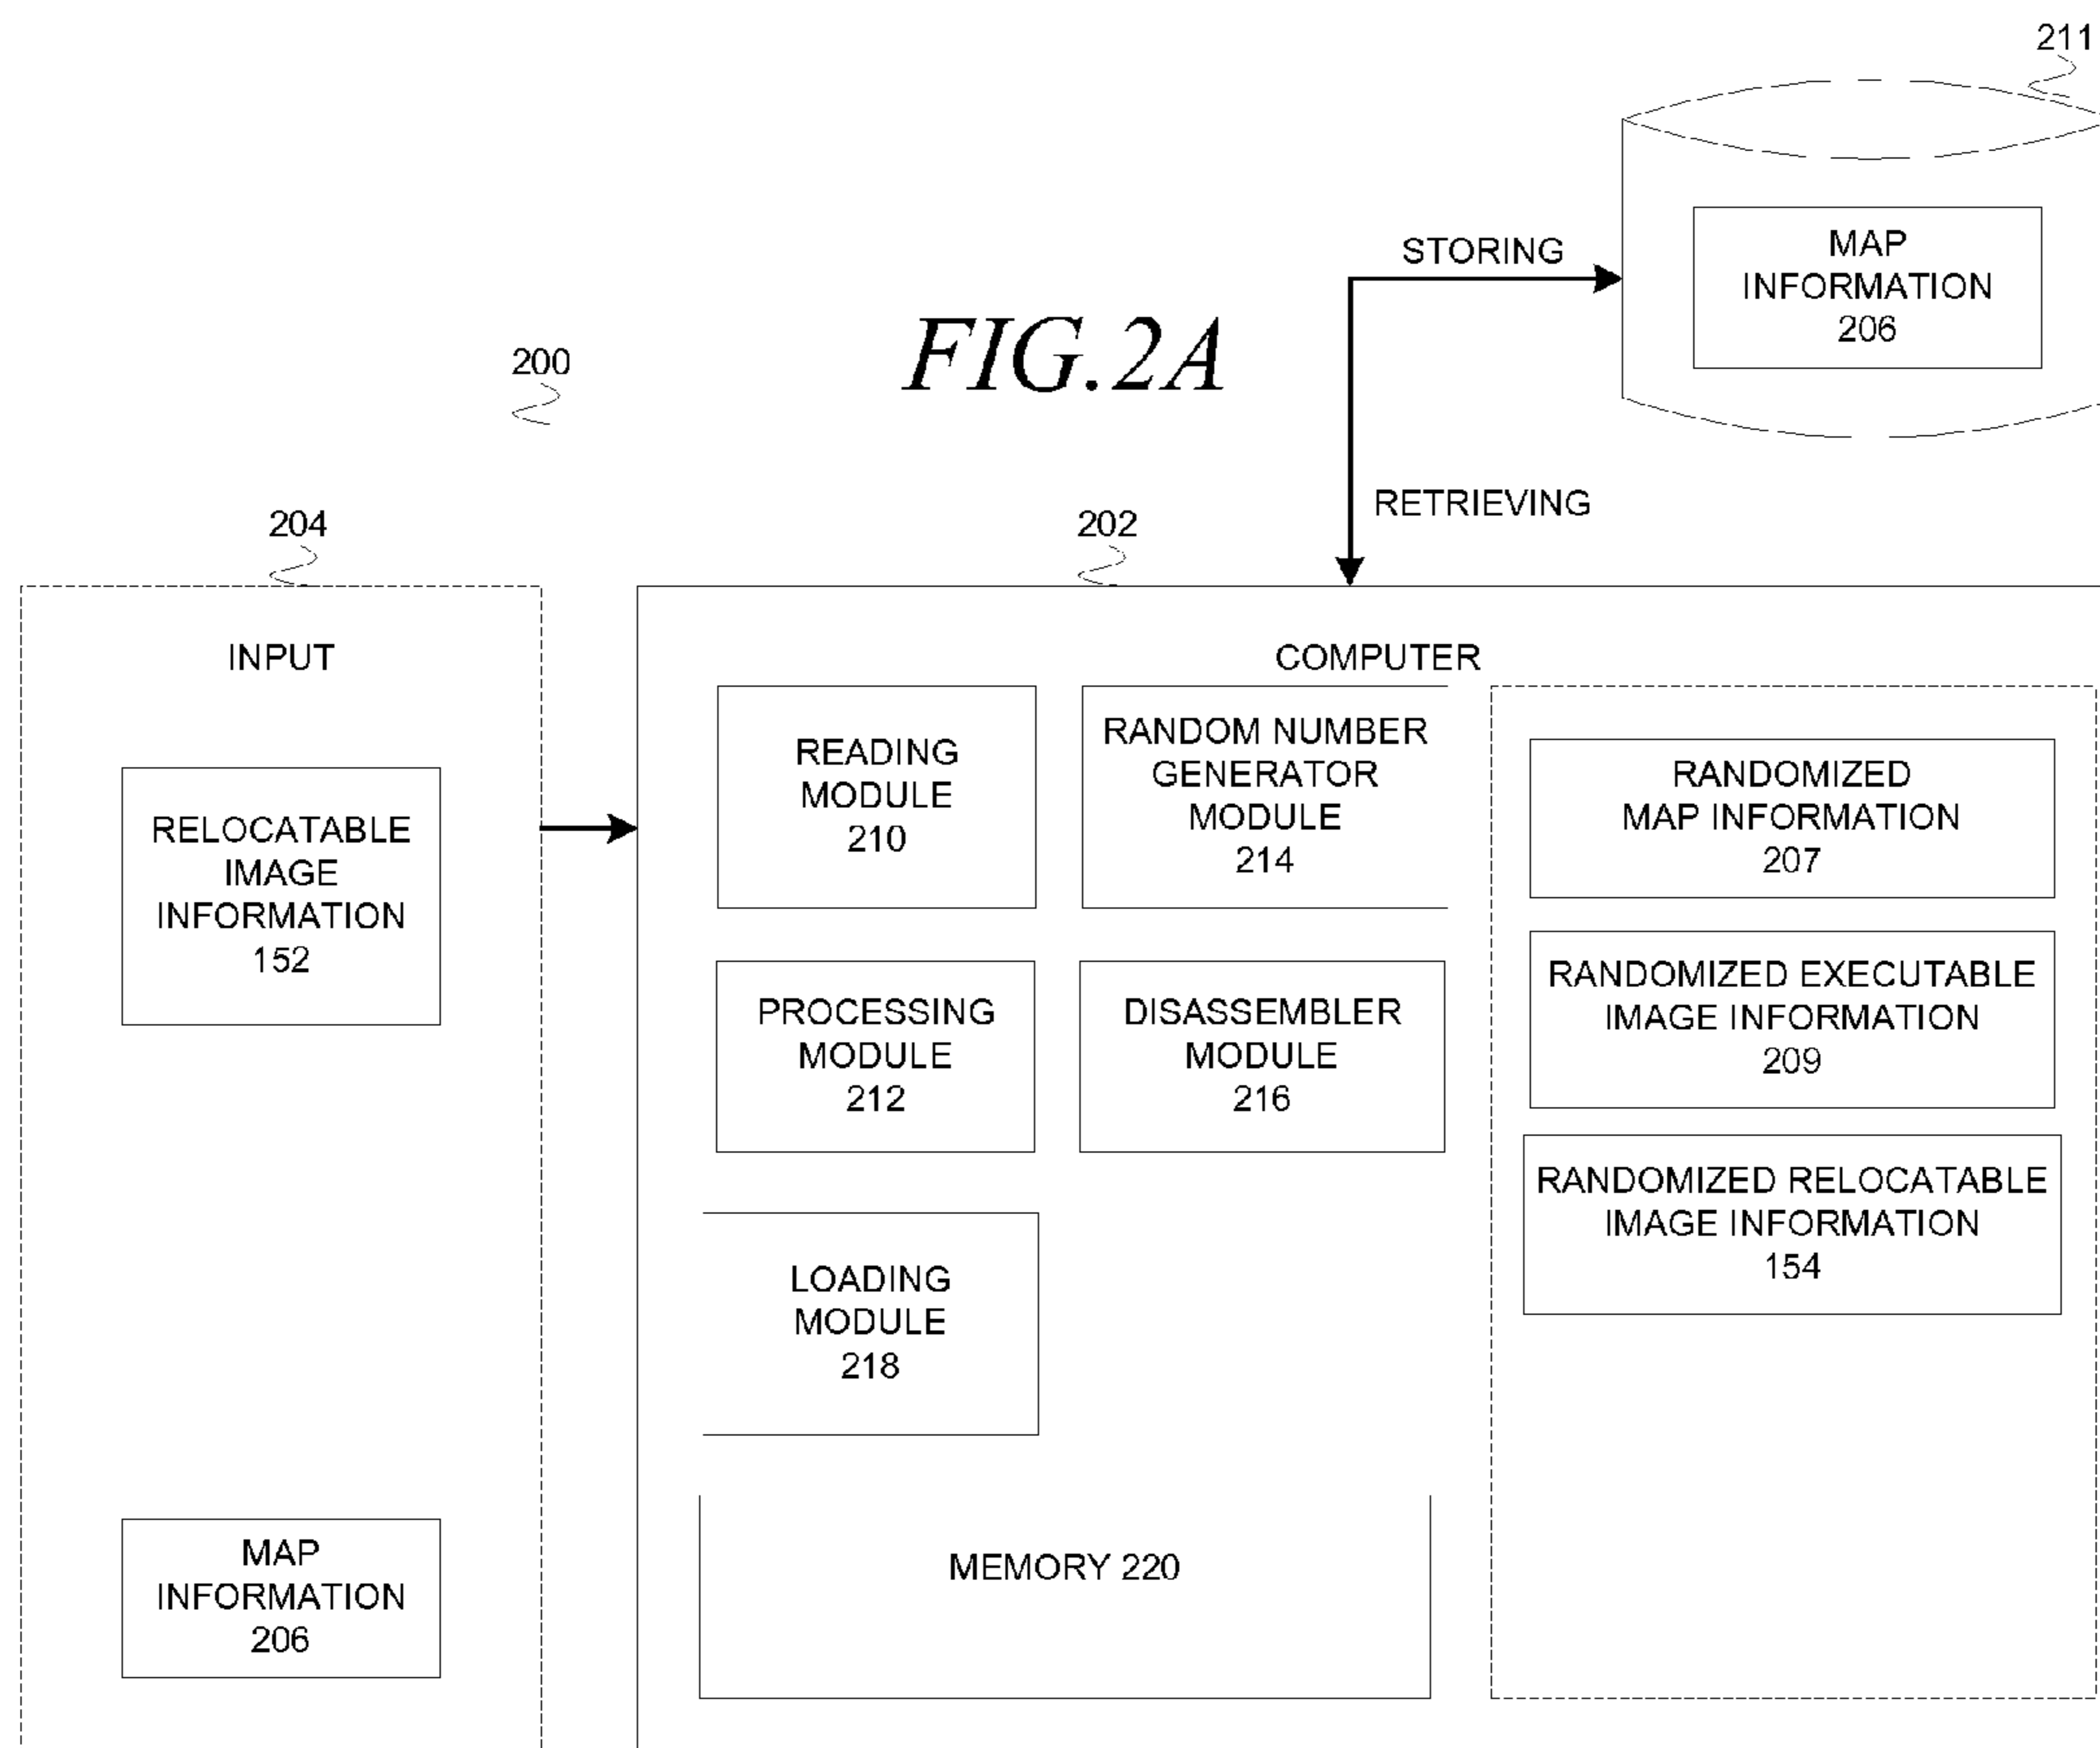 211
STORING
MAP
INFORMATION
206
FIG.2A
200
RETRIEVING
204
202
INPUT
RELOCATABLE
IMAGE
INFORMATION
152
MAP
INFORMATION
206
COMPUTER
READING
MODULE
210
RANDOM NUMBER
GENERATOR
MODULE
214
PROCESSING
MODULE
212
DISASSEMBLER
MODULE
216
LOADING
MODULE
218
MEMORY 220
RANDOMIZED
MAP INFORMATION
207
RANDOMIZED EXECUTABLE
IMAGE INFORMATION
209
RANDOMIZED RELOCATABLE
IMAGE INFORMATION
154